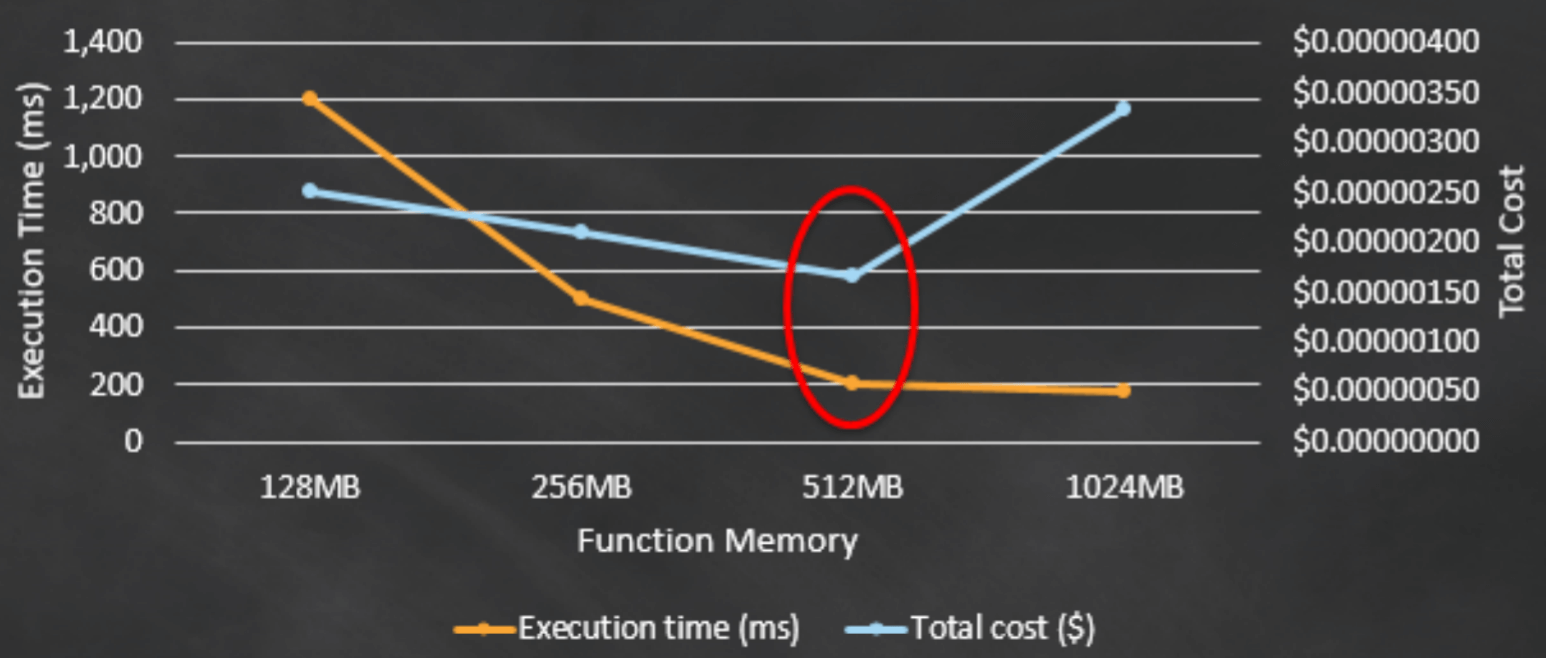 1,400
1,200
1,000
800
600
400
200
0
Execution Time (ms)
$0.00000400
$0.00000350
$0.00000300
$0.00000250
$0.00000200
$0.00000150
$0.00000100
$0.00000050
$0.00000000
Total Cost
128MB
256MB
512MB
1024MB
Function Memory
Execution time (ms)
Total cost ($)